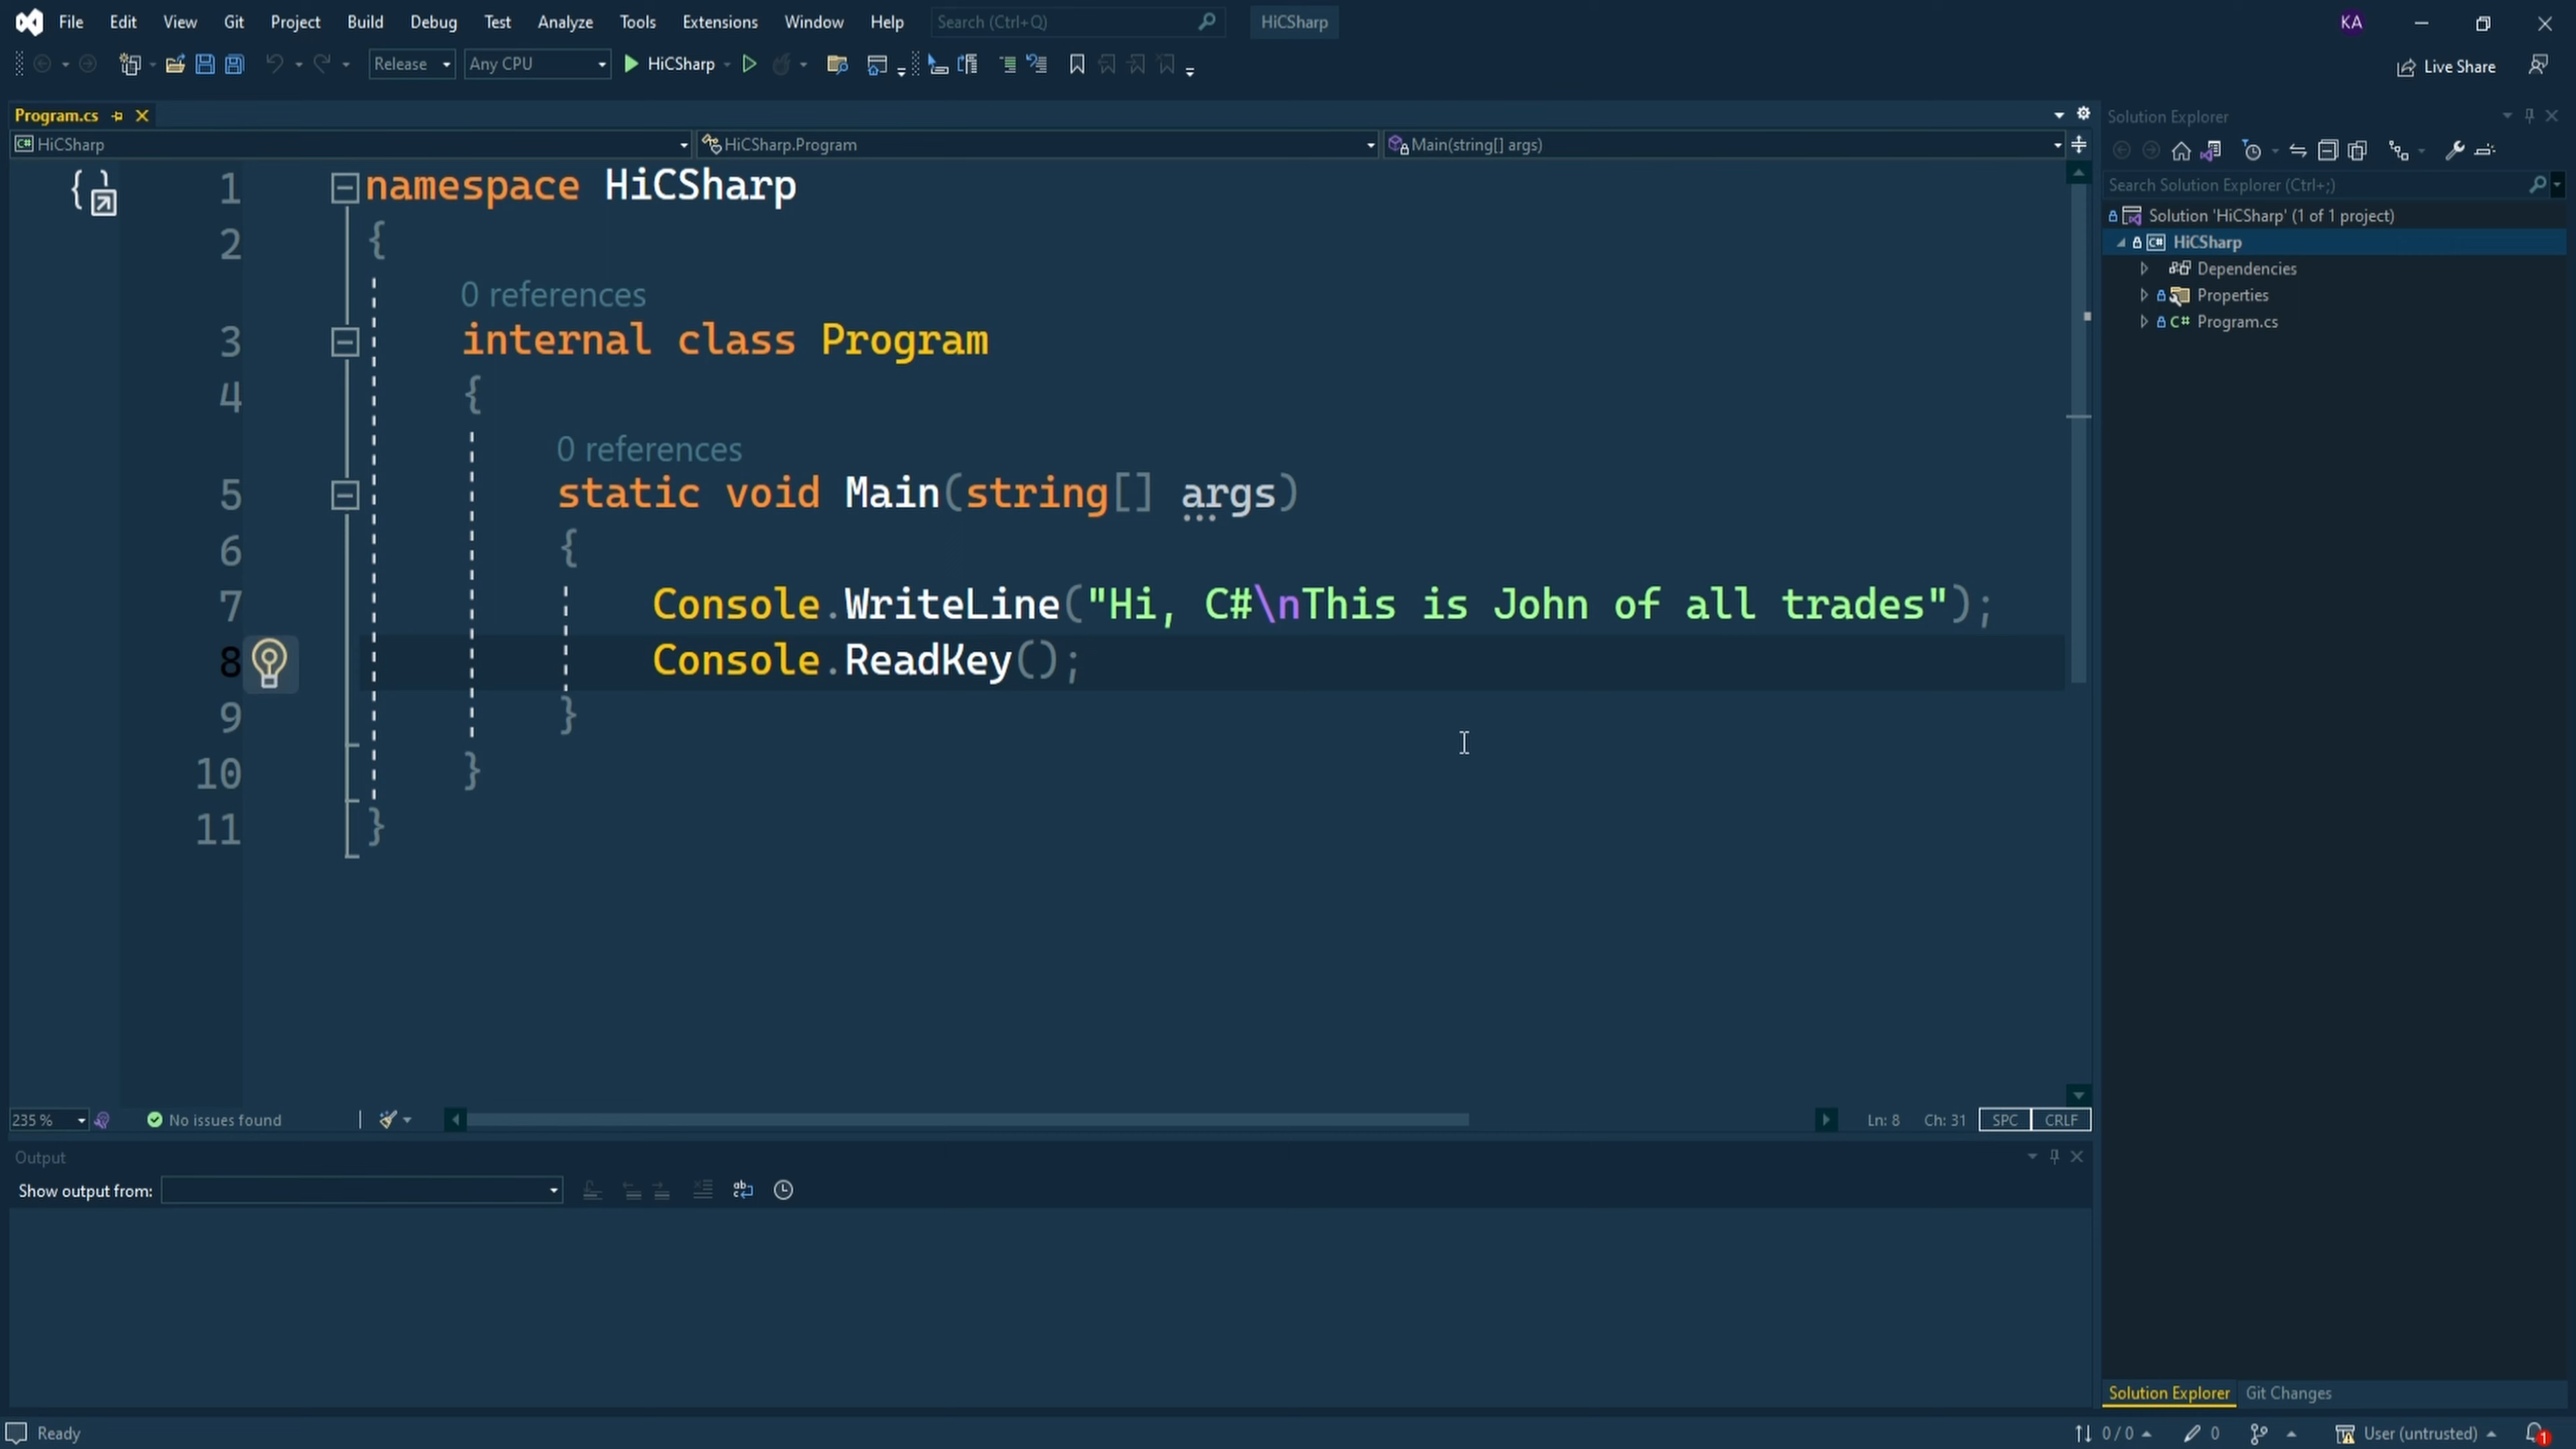 File Edit View Git Project Build Debug Test Analyze Tools Extensions Window Help Search (Ctrl+Q) HiCSharp KA
Release Any CPU HiCSharp Live Share
Program.cs
HiCSharp HiCSharp.Program Main(string[] args)
1 namespace HiCSharp
2 {
0 references
3 internal class Program
4 {
0 references
5 static void Main(string[] args)
6 {
7 Console.WriteLine("Hi, C#\nThis is John of all trades");
8 Console.ReadKey();
9 }
10 }
11 }
235 % No issues found Ln: 8 Ch: 31 SPC CRLF
Output
Show output from:
Solution Explorer
Search Solution Explorer (Ctrl+;)
Solution 'HiCSharp' (1 of 1 project)
C# HiCSharp
Dependencies
Properties
C# Program.cs
Solution Explorer Git Changes
Ready 0 / 0 0 User (untrusted) 1